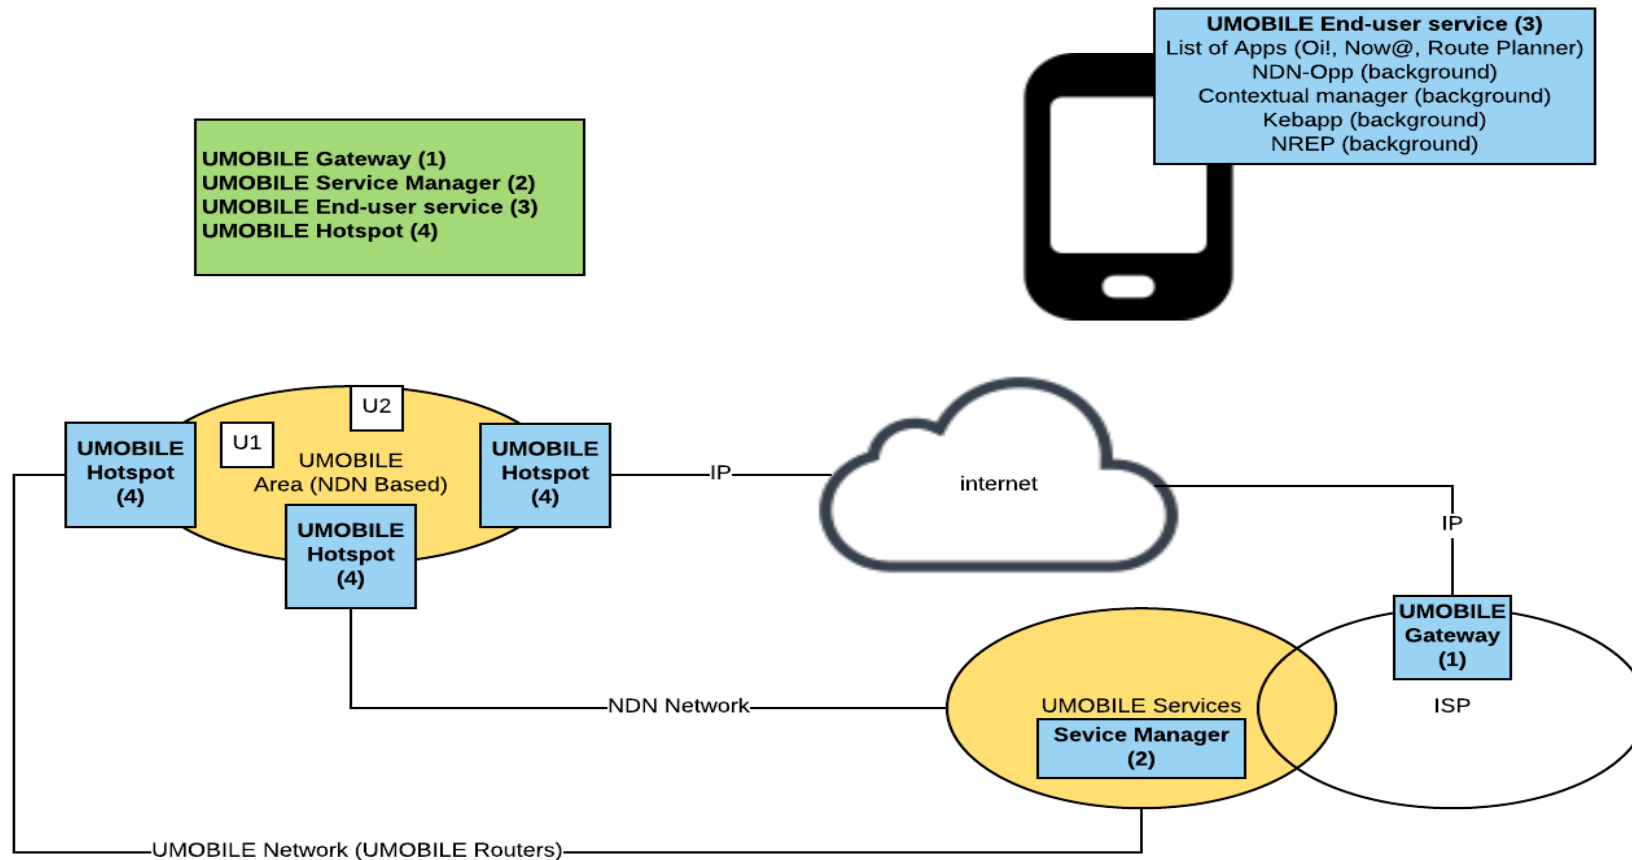 UMOBILE End-user service (3)
List of Apps (Oi!, Now@, Route Planner)
NDN-Opp (background)
Contextual manager (background)
Kebapp (background)
NREP (background)
UMOBILE Gateway (1)
UMOBILE Service Manager (2)
UMOBILE End-user service (3)
UMOBILE Hotspot (4)
U2
U1
UMOBILE
Hotspot
(4)
UMOBILE
Area (NDN Based)
UMOBILE
Hotspot
(4)
UMOBILE
Hotspot
(4)
IP
internet
IP
UMOBILE
Gateway
(1)
ISP
NDN Network
UMOBILE Services
Sevice Manager
(2)
UMOBILE Network (UMOBILE Routers)